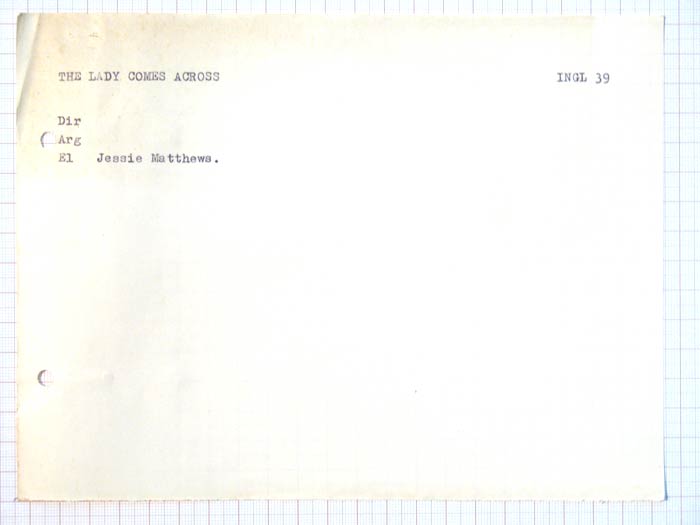 THE LADY COMES ACROSS INGL 39
Dir
Arg
El Jessie Matthews.